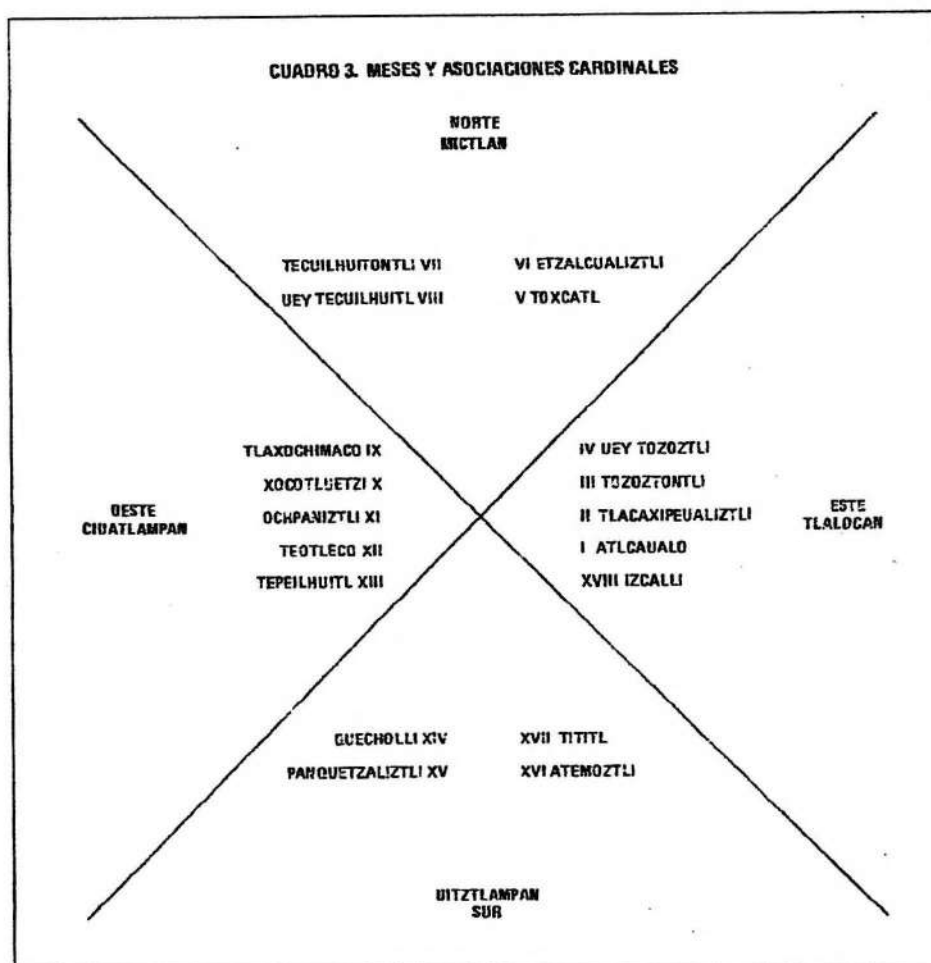 CUADRO 3. MESES Y ASOCIACIONES CARDINALES
NORTE
MICTLAN
TECUILHUITONTLI VII
VI ETZALCUALIZTLI
UEY TECUILHUITL VIII
V TOXCATL
TLAXOCHIMACO IX
IV UEY TOZOZTLI
XOCOTLUETZI X
III TOZOZTONTLI
OCHPANIZTLI XI
II TLACAXIPEUALIZTLI
TEOTLECO XII
I ATLCAUALO
TEPEILHUITL XIII
XVIII IZCALLI
OESTE
CIUATLAMPAN
ESTE
TLALOCAN
QUECHOLLI XIV
XVII TITITL
PANQUETZALIZTLI XV
XVI ATEMOZTLI
UITZTLAMPAN
SUR